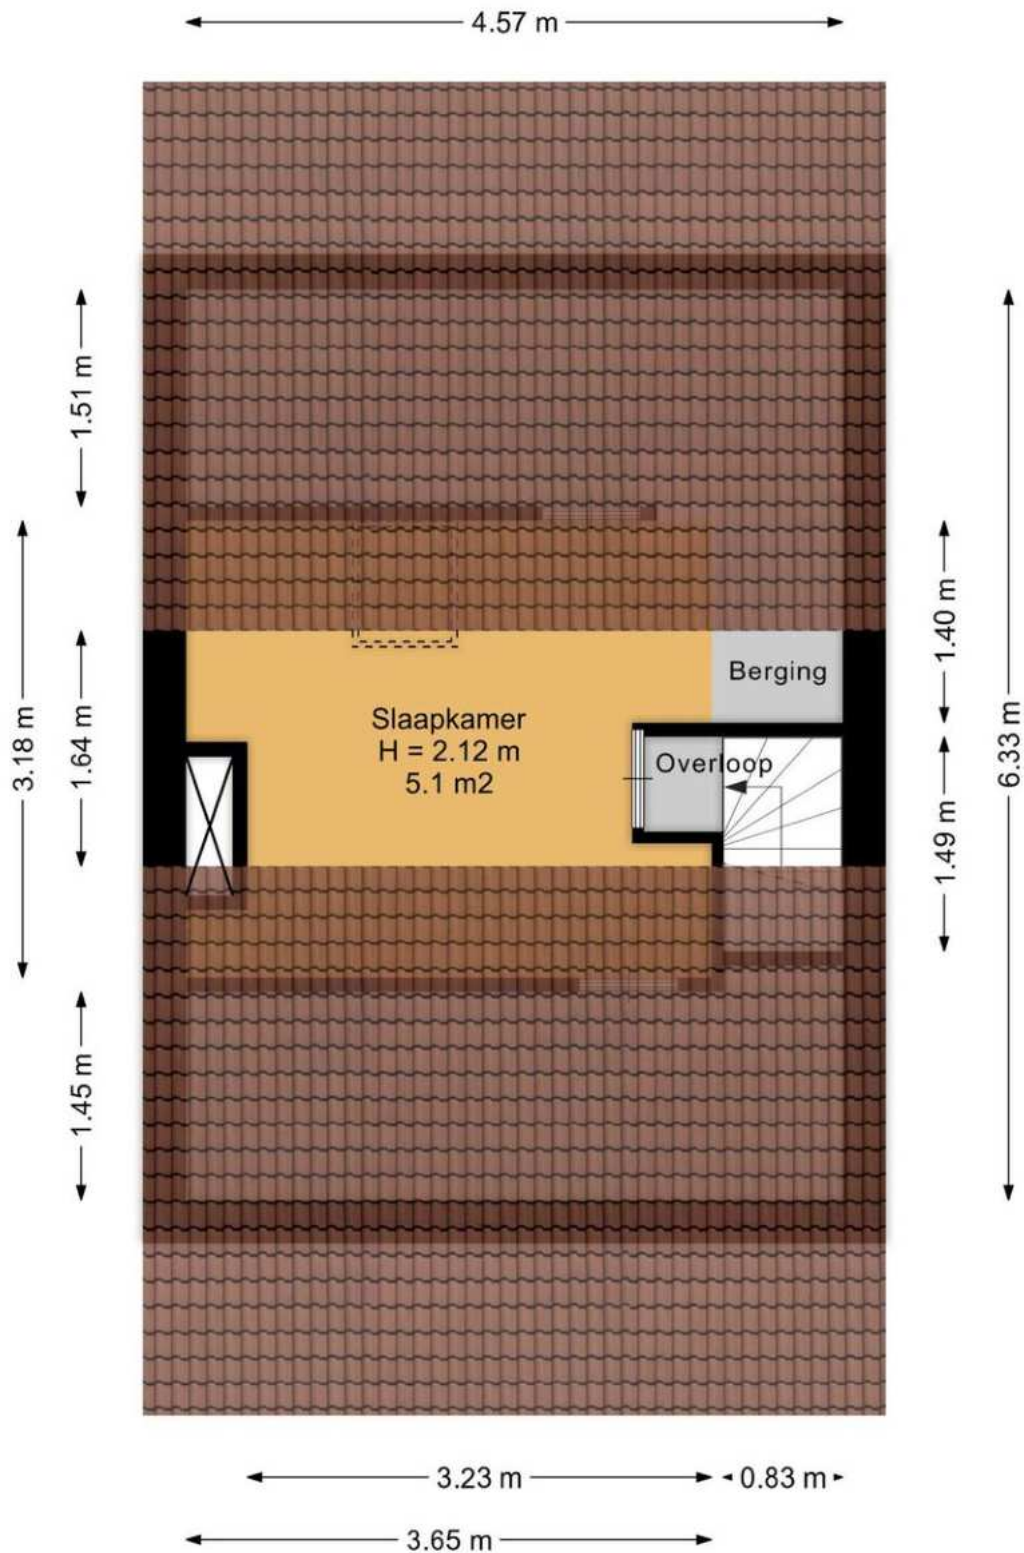 4.57 m
1.51 m
1.40 m
Berging
Slaapkamer
H = 2.12 m
5.1 m2
Overloop
1.64 m
3.18 m
6.33 m
1.49 m
1.45 m
3.23 m
0.83 m
3.65 m